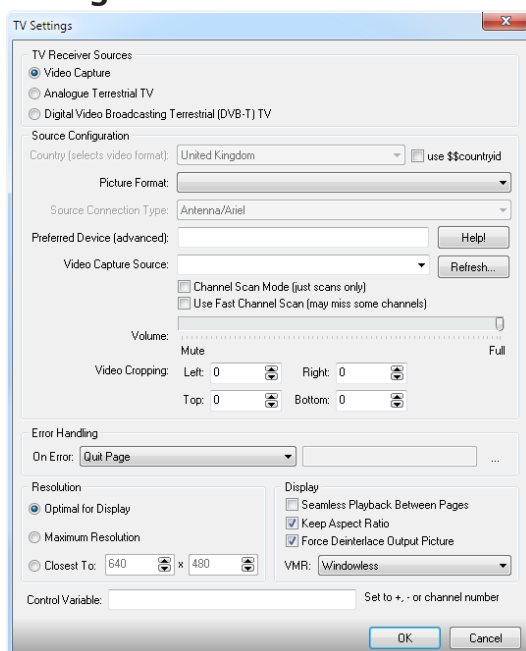 TV Settings
TV Receiver Sources
Video Capture
Analogue Terrestrial TV
Digital Video Broadcasting Terrestrial (DVB-T) TV
Source Configuration
Country (selects video format): United Kingdom use $$countryid
Picture Format:
Source Connection Type: Antenna/Ariel
Preferred Device (advanced): Help!
Video Capture Source: Refresh...
Channel Scan Mode (just scans only)
Use Fast Channel Scan (may miss some channels)
Volume:
Mute Full
Video Cropping: Left: 0 Right: 0
Top: 0 Bottom: 0
Error Handling
On Error: Quit Page ...
Resolution
Optimal for Display
Maximum Resolution
Closest To: 640 x 480
Display
Seamless Playback Between Pages
Keep Aspect Ratio
Force Deinterlace Output Picture
VMR: Windowless
Control Variable: Set to +, - or channel number
OK Cancel